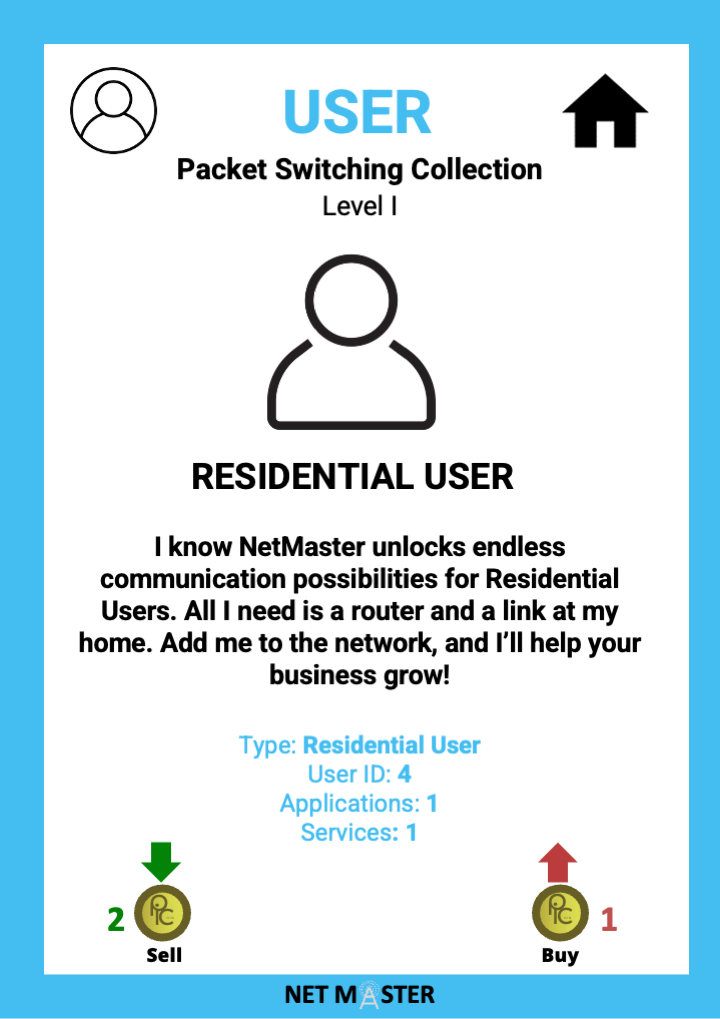 USER
Packet Switching Collection
Level I
RESIDENTIAL USER
I know NetMaster unlocks endless
communication possibilities for Residential
Users. All I need is a router and a link at my
home. Add me to the network, and I’ll help your
business grow!
Type: Residential User
User ID: 4
Applications: 1
Services: 1
2
Sell
1
Buy
NET MASTER